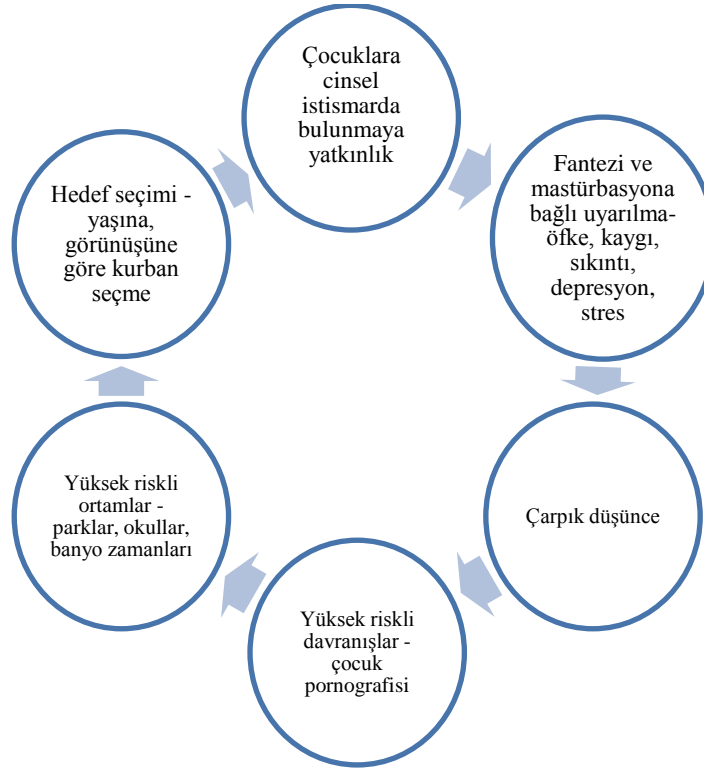 Çocuklara
cinsel
istismarda
bulunmaya
yatkınlık
Fantezi ve
mastürbasyona
bağlı uyarılma-
öfke, kaygı,
sıkıntı,
depresyon,
stres
Çarpık düşünce
Yüksek riskli
davranışlar -
çocuk
pornografisi
Yüksek riskli
ortamlar -
parklar, okullar,
banyo zamanları
Hedef seçimi -
yaşına,
görünüşüne
göre kurban
seçme